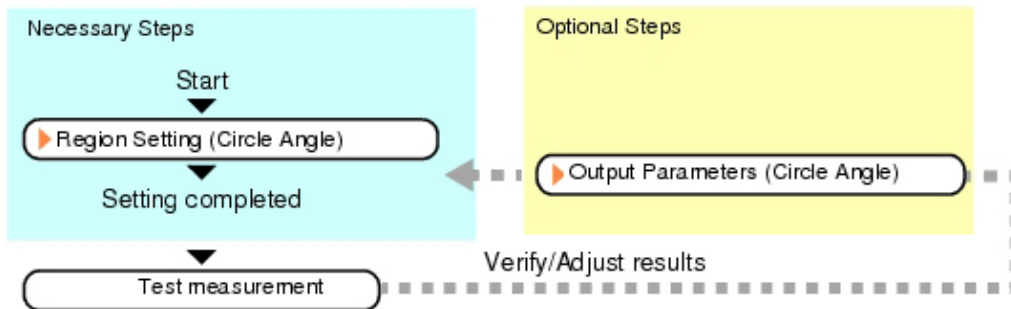 Necessary Steps
Start
Region Setting (Circle Angle)
Setting completed
Test measurement
Optional Steps
Output Parameters (Circle Angle)
Verify/Adjust results